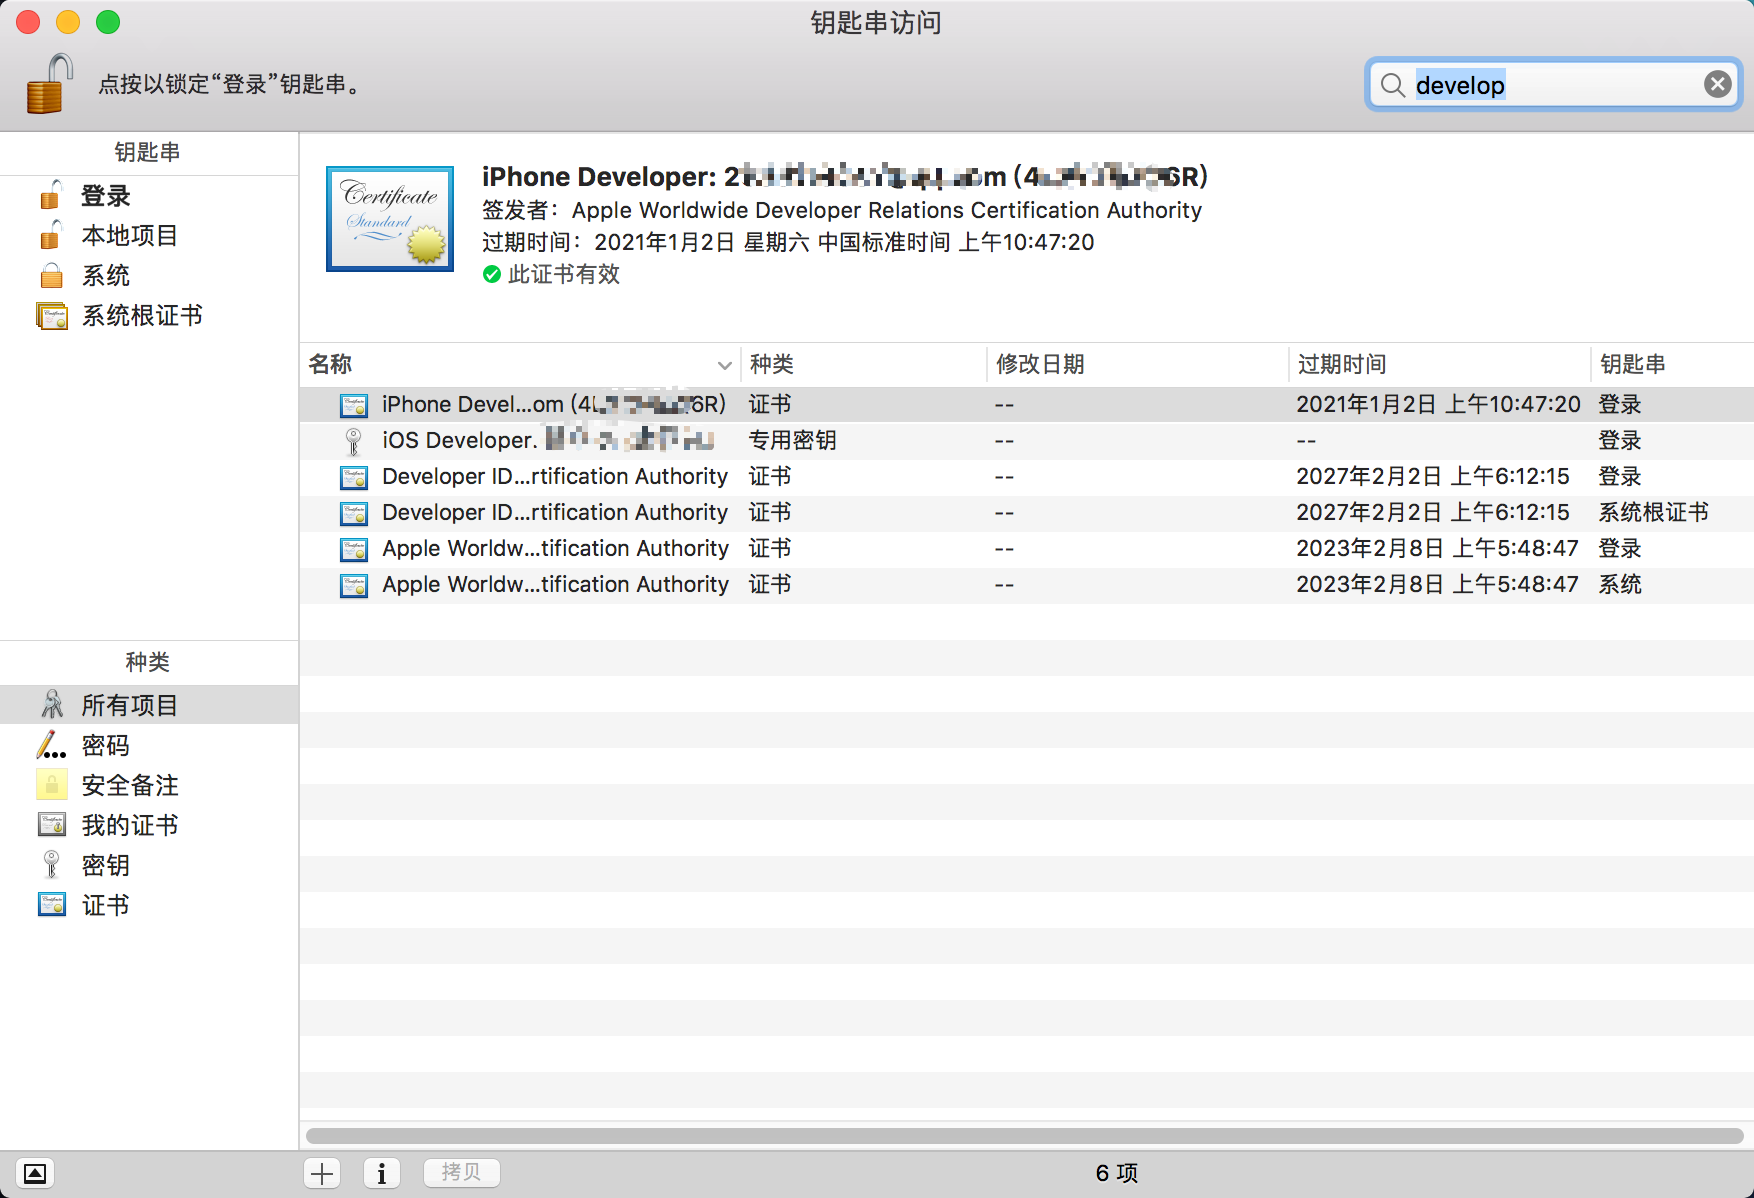 钥匙串访问
点按以锁定“登录”钥匙串。
develop
钥匙串
登录
本地项目
系统
系统根证书
种类
所有项目
密码
安全备注
我的证书
密钥
证书
Certificate
Standard
iPhone Developer:
签发者：Apple Worldwide Developer Relations Certification Authority
过期时间：2021年1月2日 星期六 中国标准时间 上午10:47:20
此证书有效
名称 种类 修改日期 过期时间 钥匙串
iPhone Devel...om 证书 -- 2021年1月2日 上午10:47:20 登录
iOS Developer. 专用密钥 -- -- 登录
Developer ID...rtification Authority 证书 -- 2027年2月2日 上午6:12:15 登录
Developer ID...rtification Authority 证书 -- 2027年2月2日 上午6:12:15 系统根证书
Apple Worldw...tification Authority 证书 -- 2023年2月8日 上午5:48:47 登录
Apple Worldw...tification Authority 证书 -- 2023年2月8日 上午5:48:47 系统
拷贝
6 项